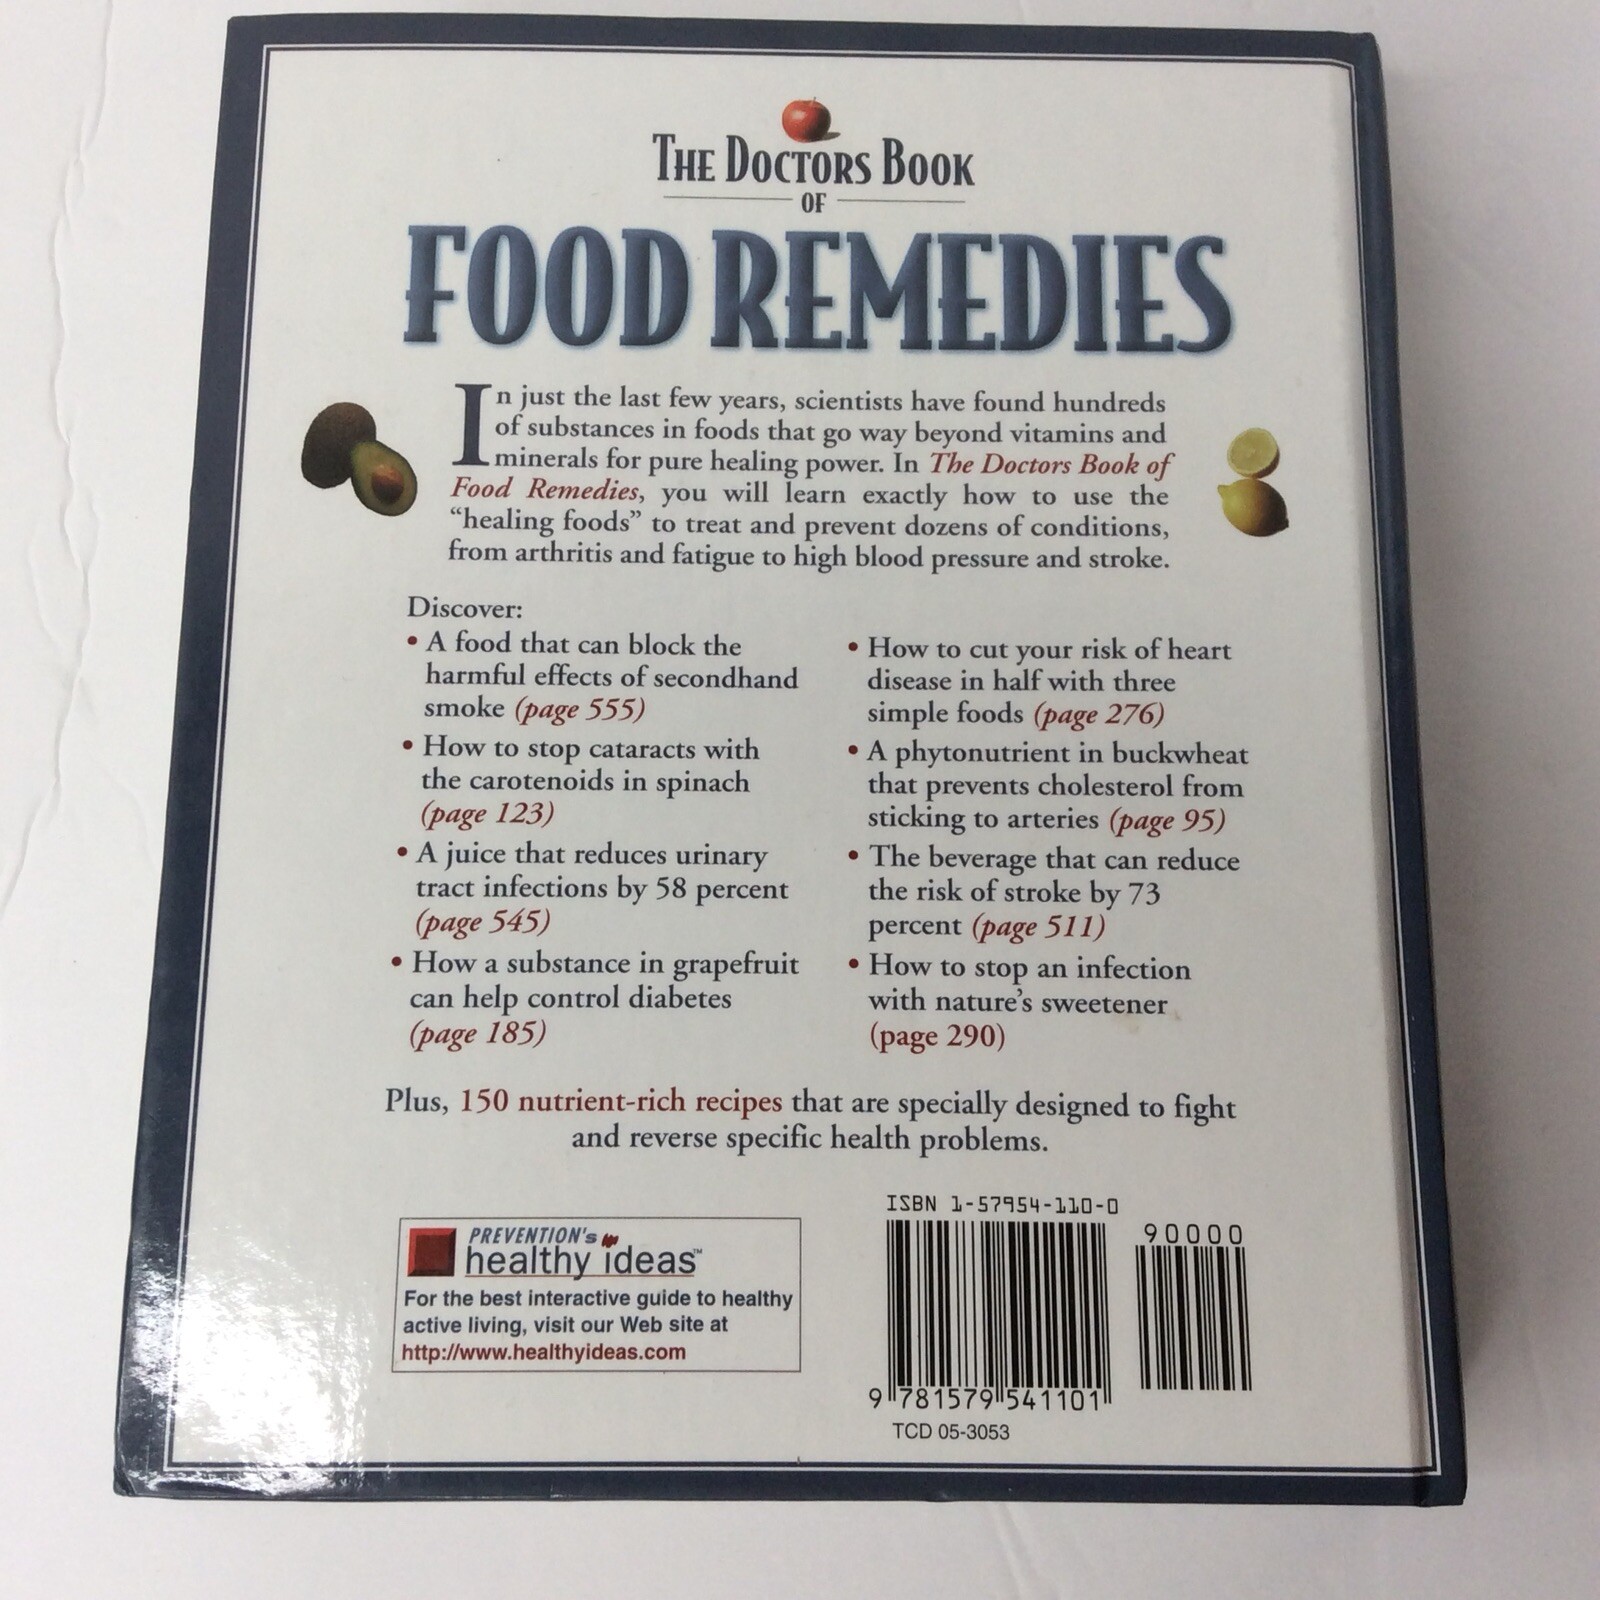 THE DOCTORS BOOK
OF
FOOD REMEDIES
In just the last few years, scientists have found hundreds
of substances in foods that go way beyond vitamins and
minerals for pure healing power. In The Doctors Book of
Food Remedies, you will learn exactly how to use the
“healing foods” to treat and prevent dozens of conditions,
from arthritis and fatigue to high blood pressure and stroke.
Discover:
• A food that can block the
harmful effects of secondhand
smoke (page 555)
• How to stop cataracts with
the carotenoids in spinach
(page 123)
• A juice that reduces urinary
tract infections by 58 percent
(page 545)
• How a substance in grapefruit
can help control diabetes
(page 185)
• How to cut your risk of heart
disease in half with three
simple foods (page 276)
• A phytonutrient in buckwheat
that prevents cholesterol from
sticking to arteries (page 95)
• The beverage that can reduce
the risk of stroke by 73
percent (page 511)
• How to stop an infection
with nature’s sweetener
(page 290)
Plus, 150 nutrient-rich recipes that are specially designed to fight
and reverse specific health problems.
PREVENTION's
healthy ideas™
For the best interactive guide to healthy
active living, visit our Web site at
http://www.healthyideas.com
ISBN 1-57954-110-0
90000
9 781579 541101
TCD 05-3053